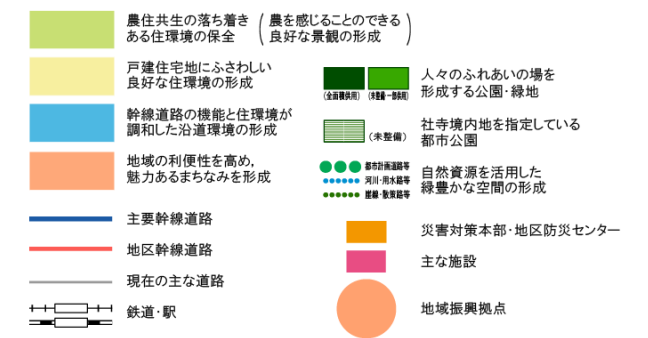 農住共生の落ち着き
ある住環境の保全
(農を感じることのできる
良好な景観の形成)
戸建住宅地にふさわしい
良好な住環境の形成
幹線道路の機能と住環境が
調和した沿道環境の形成
地域の利便性を高め,
魅力あるまちなみを形成
主要幹線道路
地区幹線道路
現在の主な道路
鉄道・駅
(全面積供用)
(未整備・一部供用)
人々のふれあいの場を
形成する公園・緑地
(未整備)
社寺境内地を指定している
都市公園
都市計画道路等
河川・用水路等
崖線・散策路等
自然資源を活用した
緑豊かな空間の形成
災害対策本部・地区防災センター
主な施設
地域振興拠点